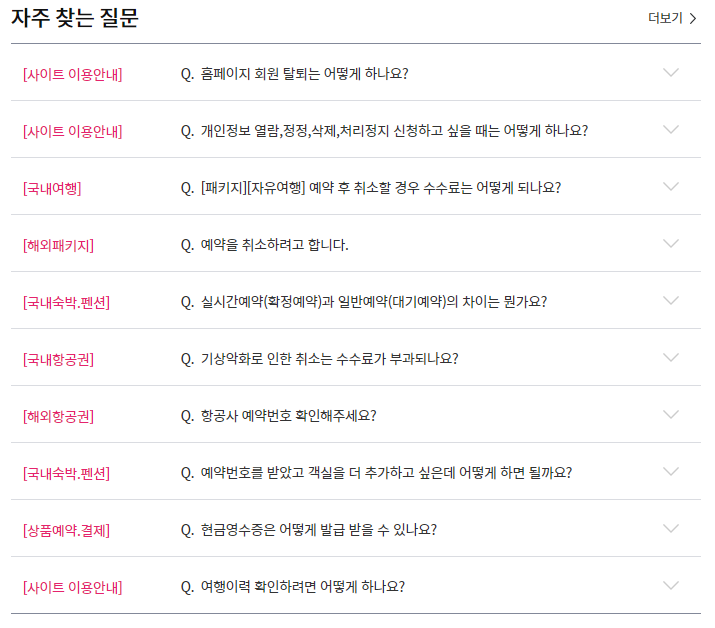 자주 찾는 질문
더보기
[사이트 이용안내] Q. 홈페이지 회원 탈퇴는 어떻게 하나요?
[사이트 이용안내] Q. 개인정보 열람,정정,삭제,처리정지 신청하고 싶을 때는 어떻게 하나요?
[국내여행] Q. [패키지][자유여행] 예약 후 취소할 경우 수수료는 어떻게 되나요?
[해외패키지] Q. 예약을 취소하려고 합니다.
[국내숙박.펜션] Q. 실시간예약(확정예약)과 일반예약(대기예약)의 차이는 뭔가요?
[국내항공권] Q. 기상악화로 인한 취소는 수수료가 부과되나요?
[해외항공권] Q. 항공사 예약번호 확인해주세요?
[국내숙박.펜션] Q. 예약번호를 받았고 객실을 더 추가하고 싶은데 어떻게 하면 될까요?
[상품예약.결제] Q. 현금영수증은 어떻게 발급 받을 수 있나요?
[사이트 이용안내] Q. 여행이력 확인하려면 어떻게 하나요?